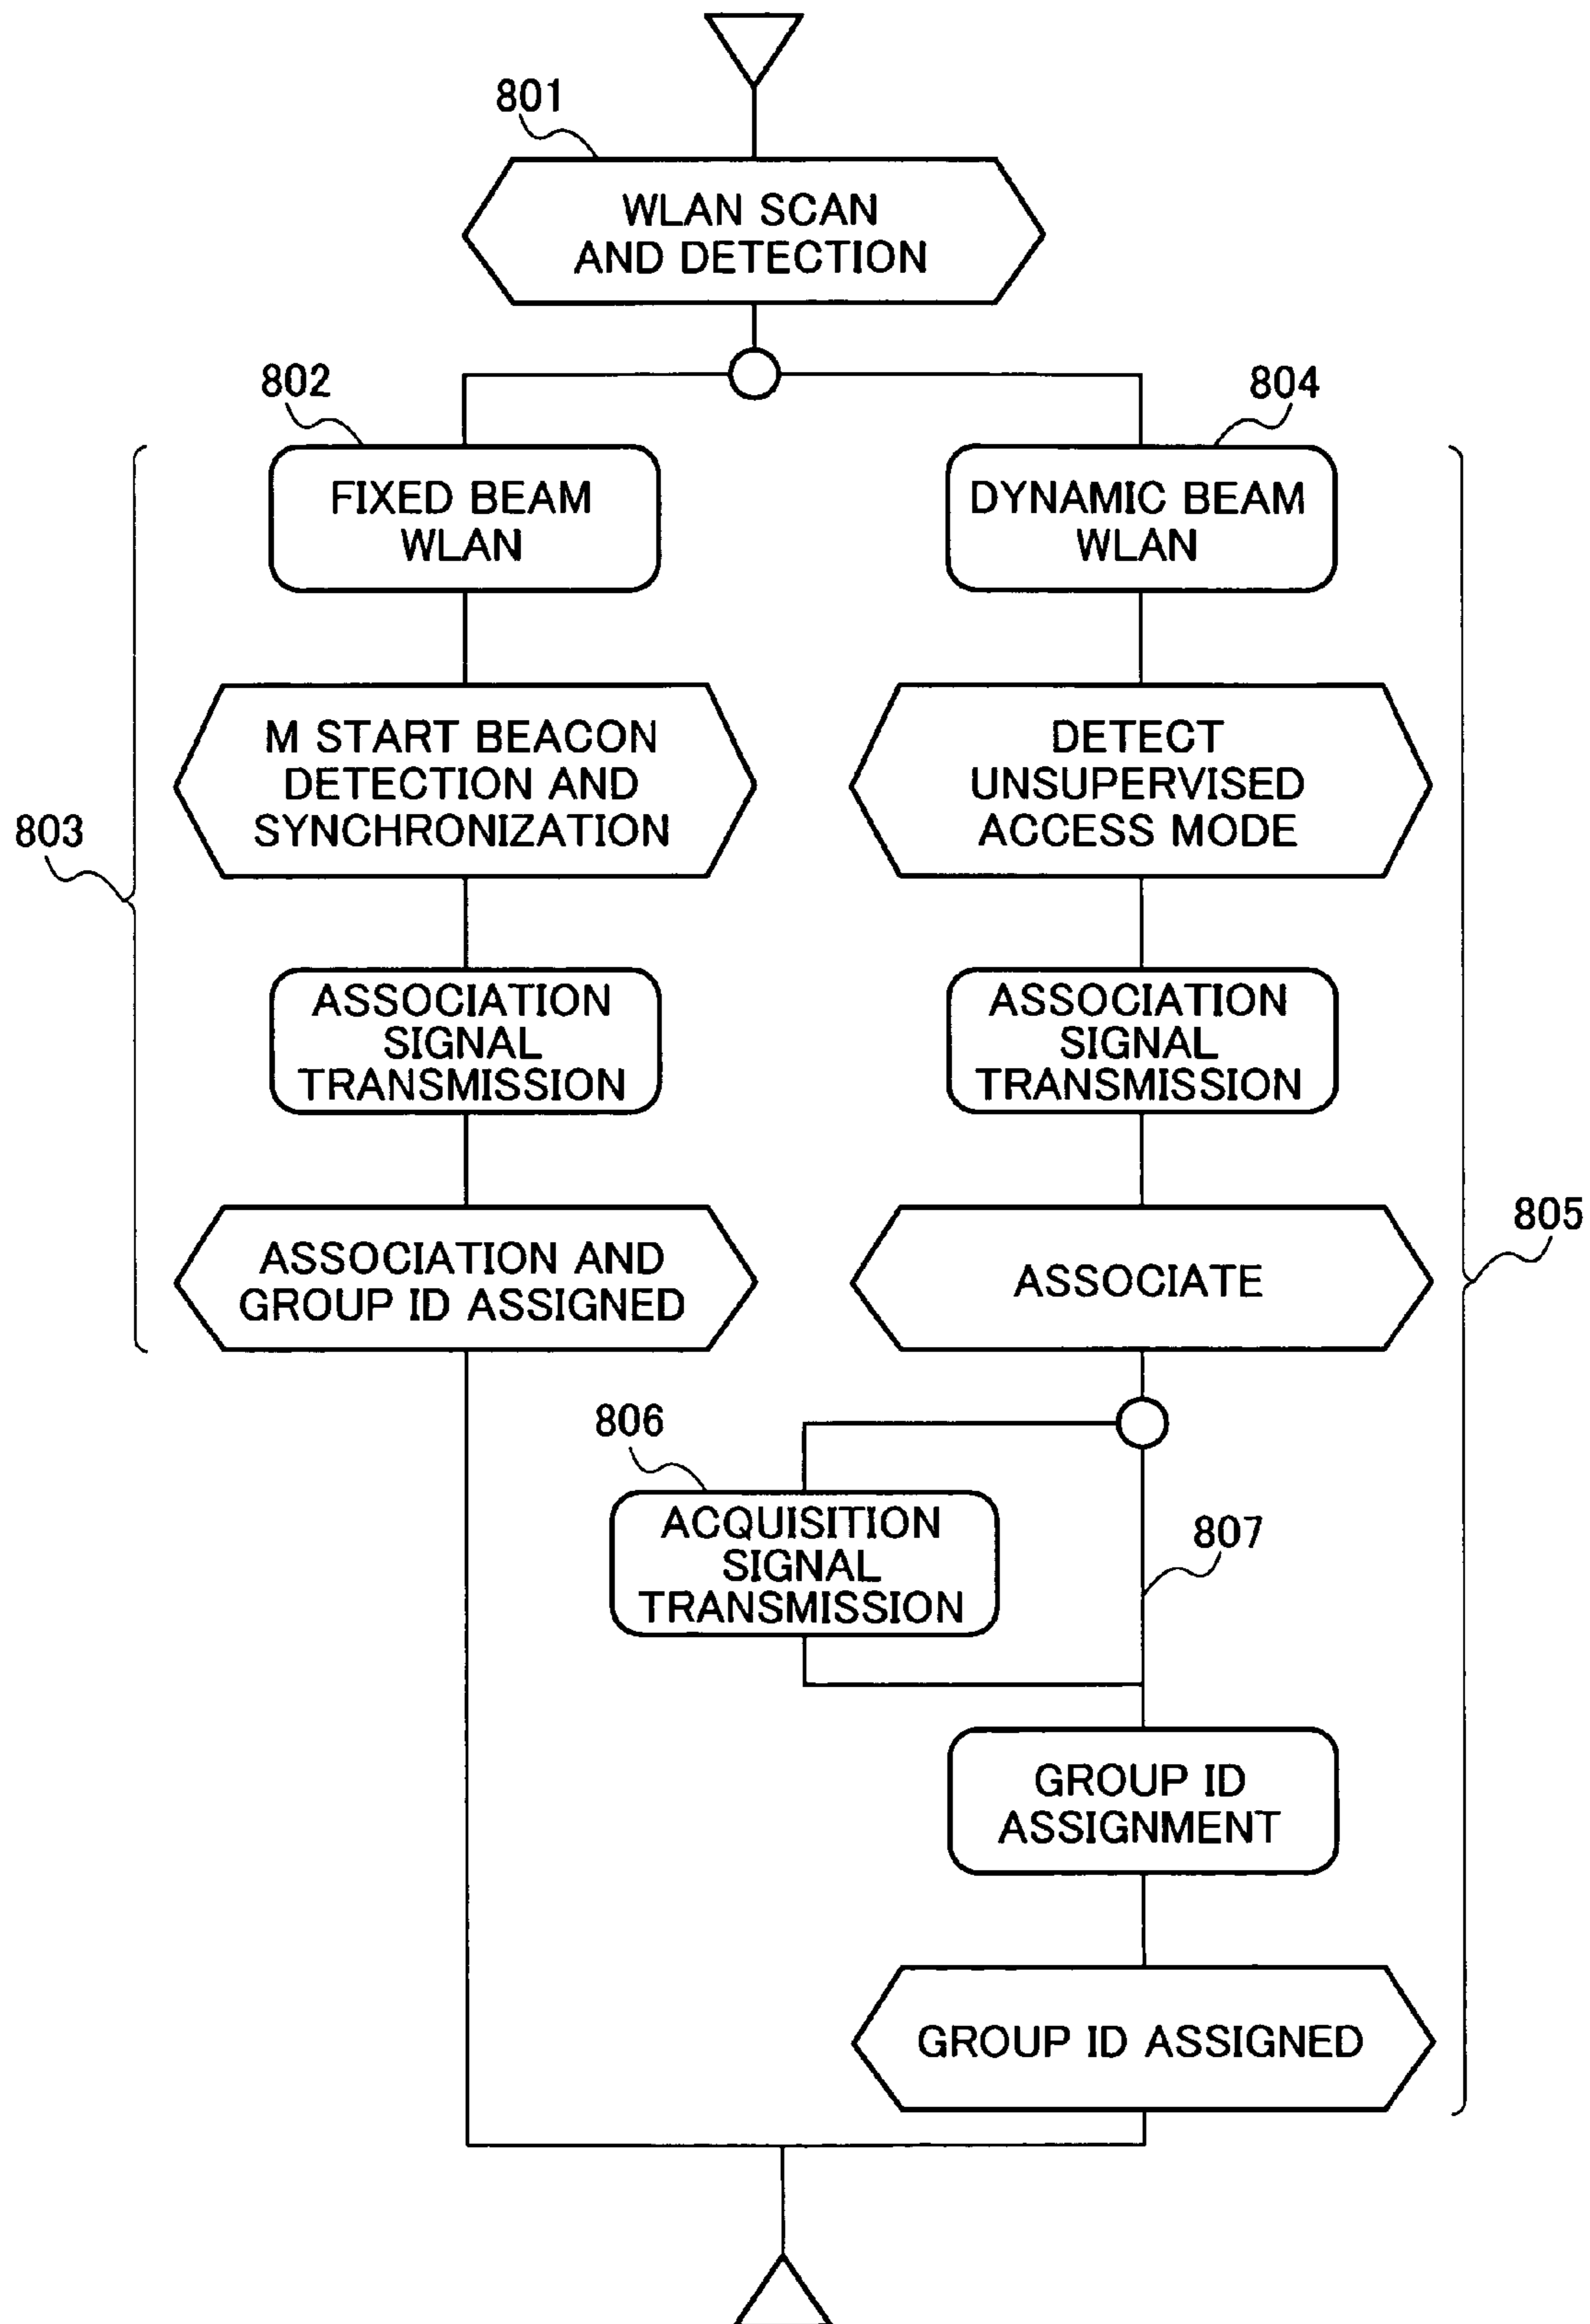 801
WLAN SCAN
AND DETECTION
802
804
FIXED BEAM
WLAN
DYNAMIC BEAM
WLAN
803
M START BEACON
DETECTION AND
SYNCHRONIZATION
DETECT
UNSUPERVISED
ACCESS MODE
ASSOCIATION
SIGNAL
TRANSMISSION
ASSOCIATION
SIGNAL
TRANSMISSION
805
ASSOCIATION AND
GROUP ID ASSIGNED
ASSOCIATE
806
ACQUISITION
SIGNAL
TRANSMISSION
807
GROUP ID
ASSIGNMENT
GROUP ID ASSIGNED